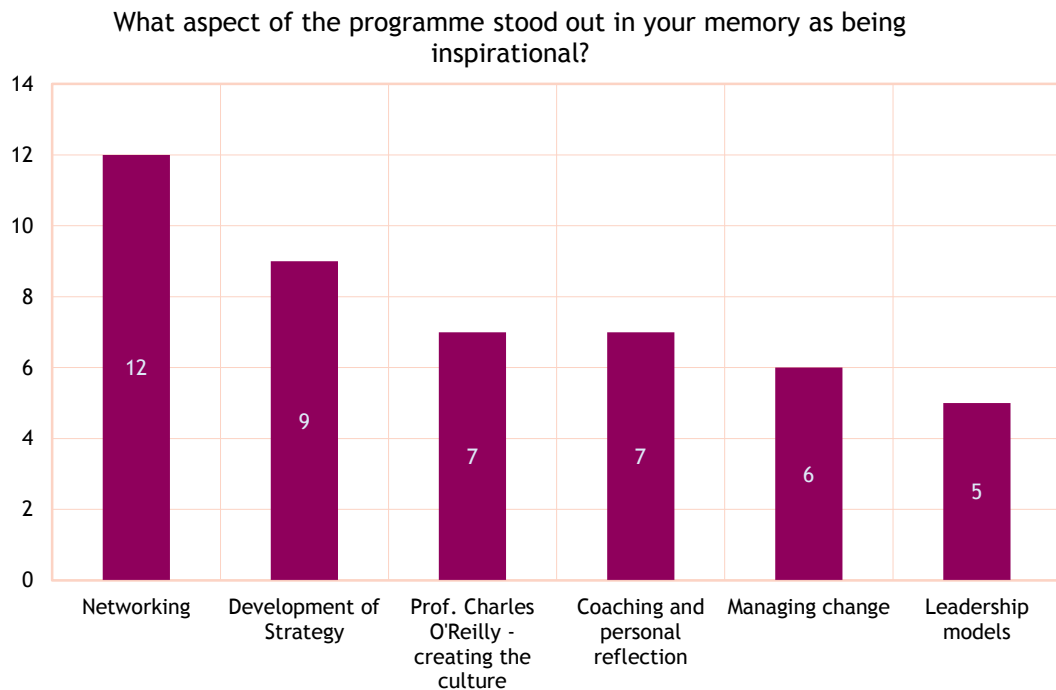 What aspect of the programme stood out in your memory as being
inspirational?
14
12
10
8
6
4
2
0
12
9
7
7
6
5
Networking
Development of
Strategy
Prof. Charles
O'Reilly -
creating the
culture
Coaching and
personal
reflection
Managing change
Leadership
models